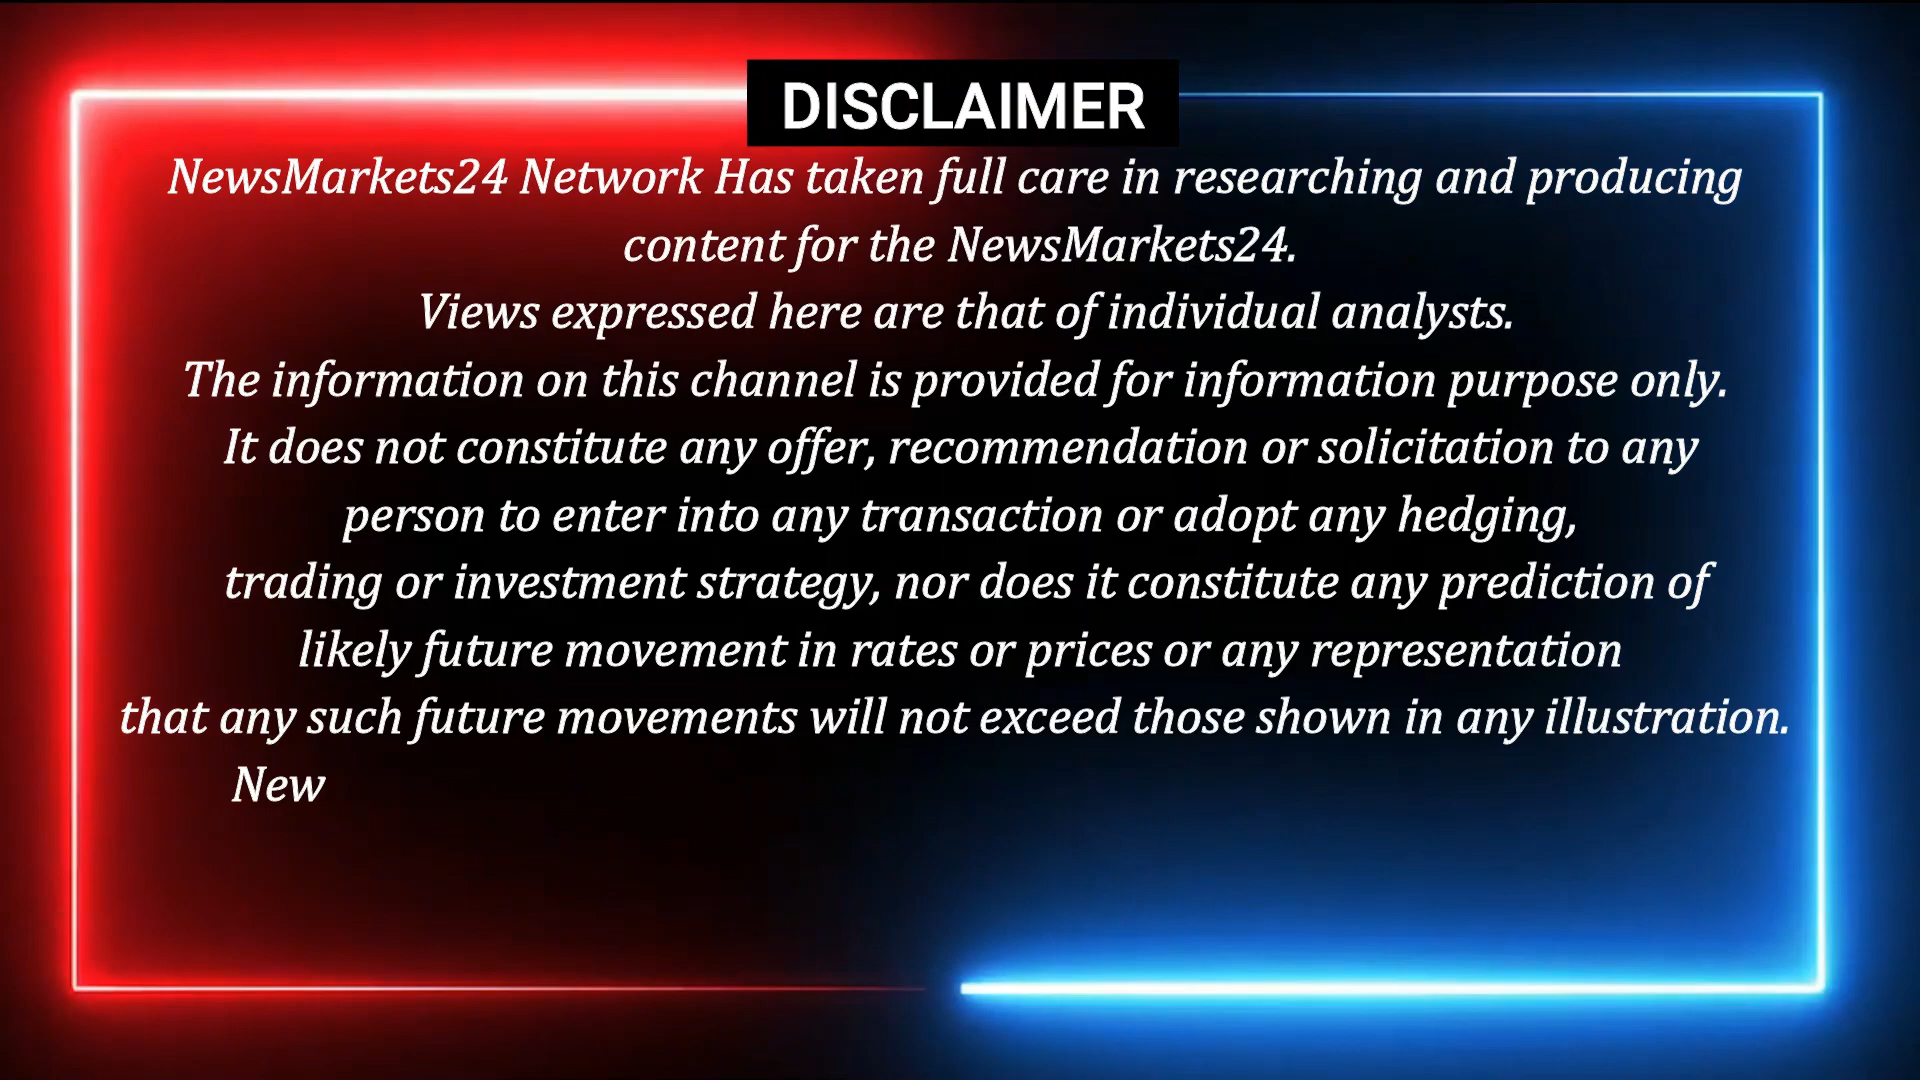 DISCLAIMER
NewsMarkets24 Network Has taken full care in researching and producing
content for the NewsMarkets24.
Views expressed here are that of individual analysts.
The information on this channel is provided for information purpose only.
It does not constitute any offer, recommendation or solicitation to any
person to enter into any transaction or adopt any hedging,
trading or investment strategy, nor does it constitute any prediction of
likely future movement in rates or prices or any representation
that any such future movements will not exceed those shown in any illustration.
New